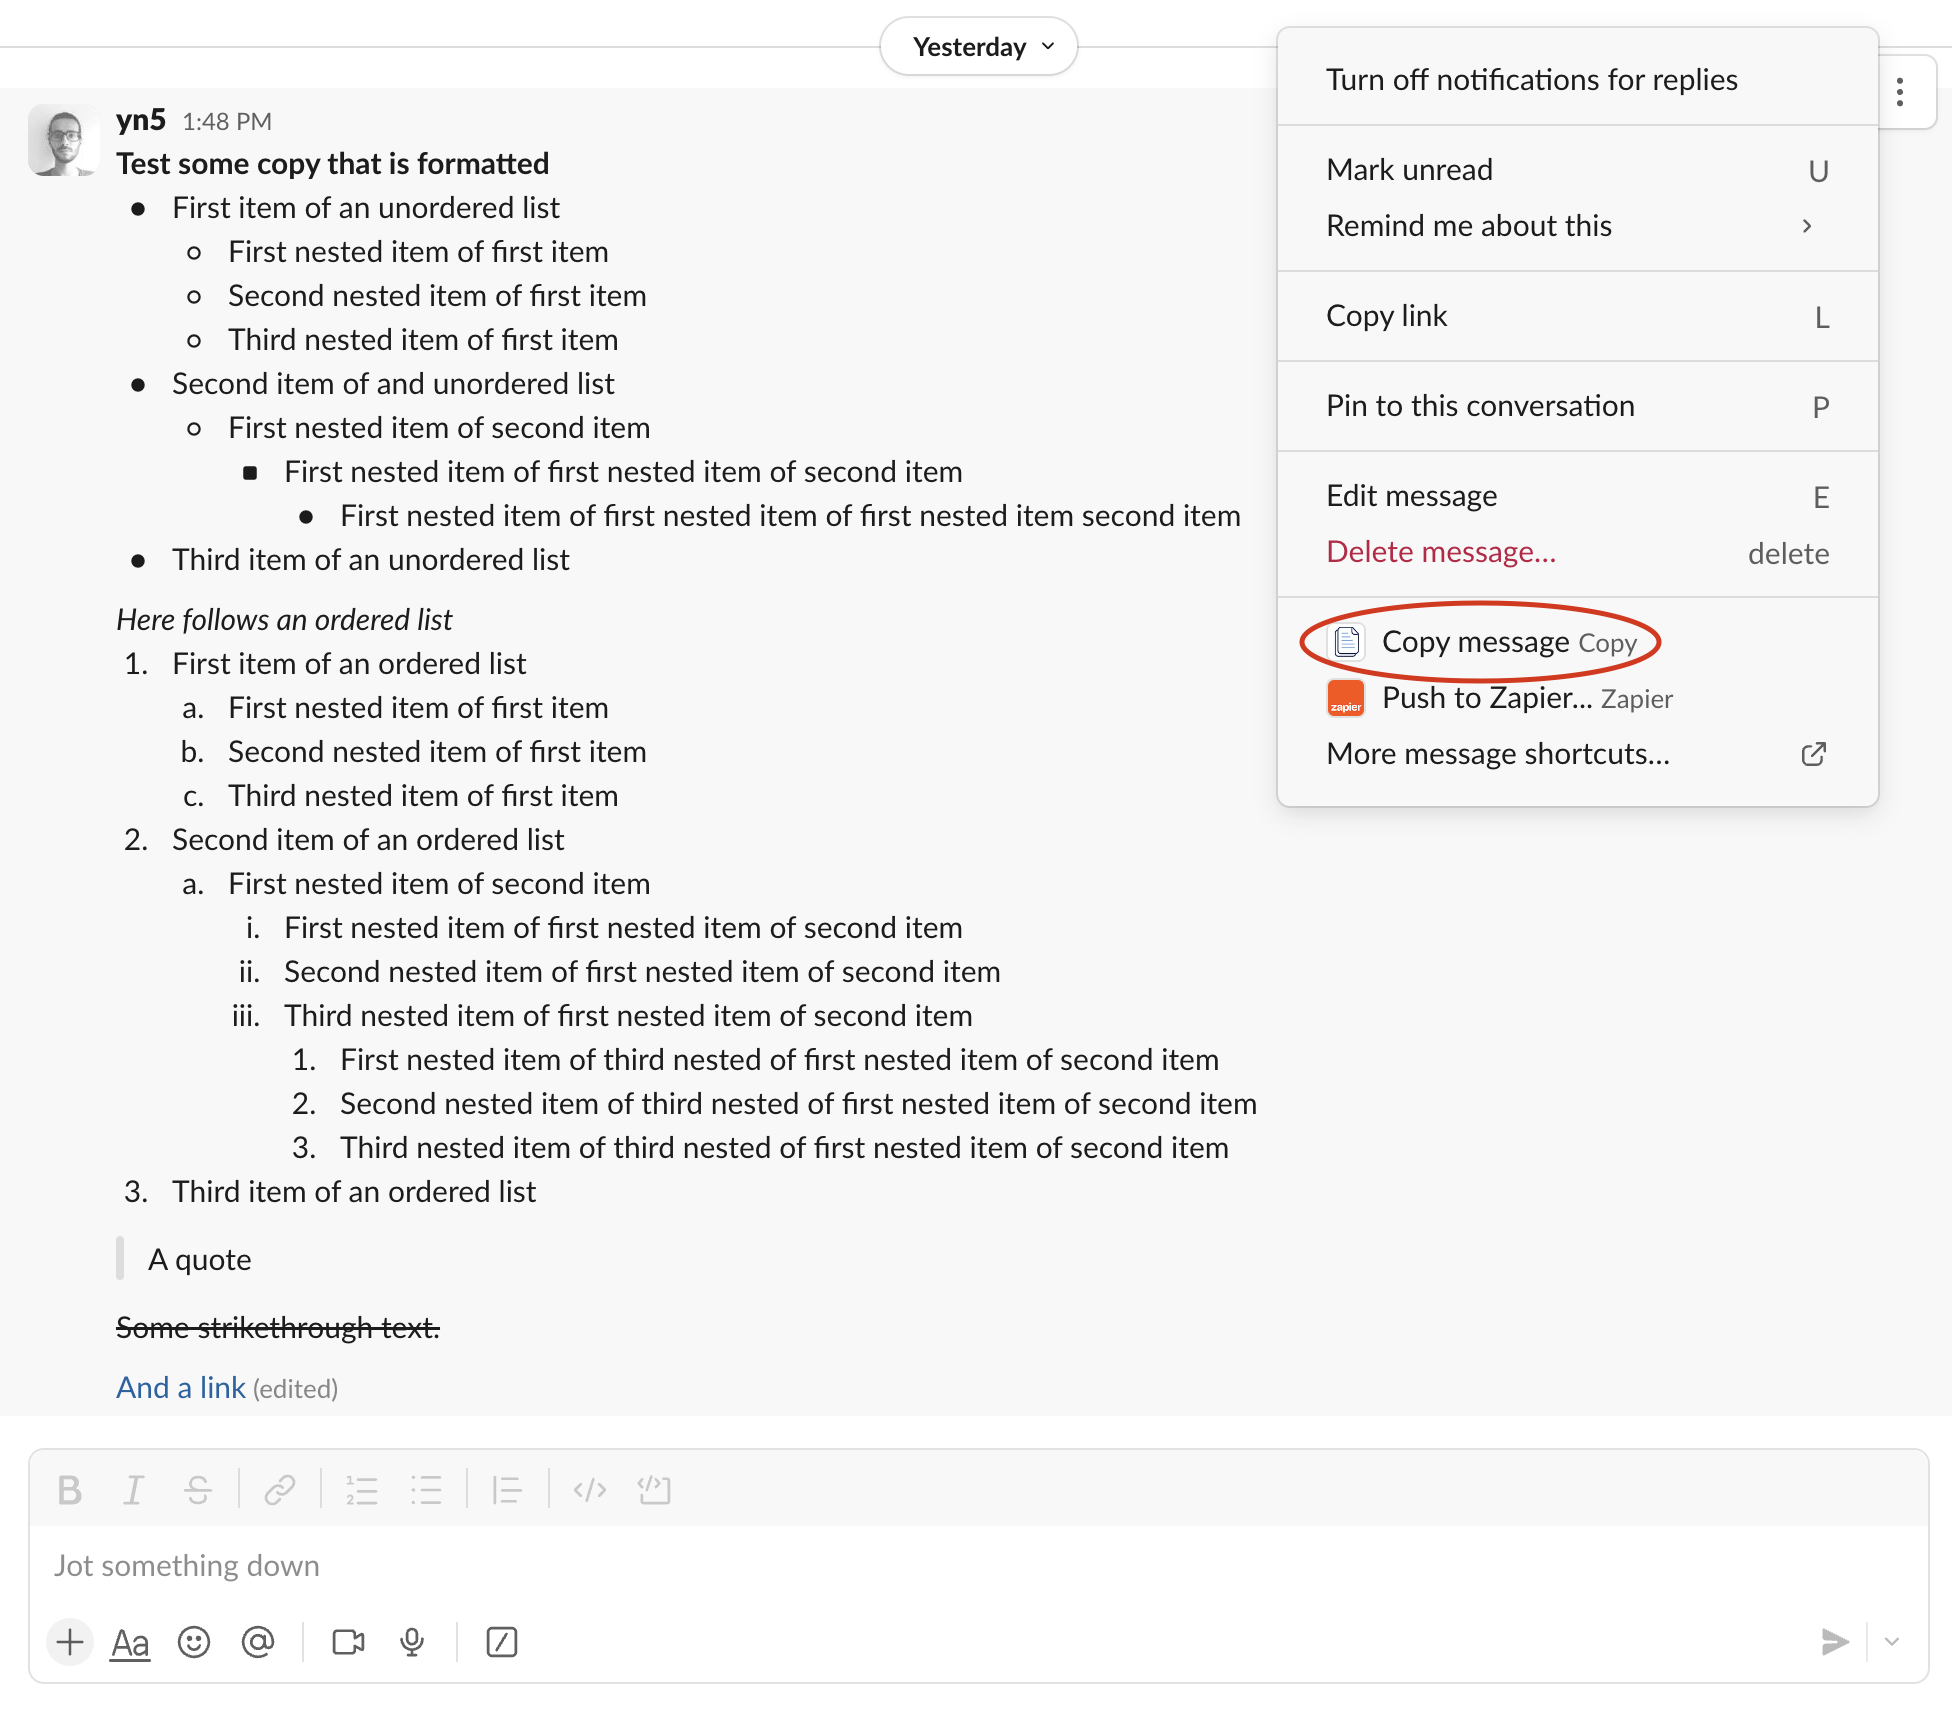 Yesterday
yn5 1:48 PM
Test some copy that is formatted
● First item of an unordered list
○ First nested item of first item
○ Second nested item of first item
○ Third nested item of first item
● Second item of and unordered list
○ First nested item of second item
■ First nested item of first nested item of second item
● First nested item of first nested item of first nested item second item
● Third item of an unordered list
Here follows an ordered list
1. First item of an ordered list
a. First nested item of first item
b. Second nested item of first item
c. Third nested item of first item
2. Second item of an ordered list
a. First nested item of second item
i. First nested item of first nested item of second item
ii. Second nested item of first nested item of second item
iii. Third nested item of first nested item of second item
1. First nested item of third nested of first nested item of second item
2. Second nested item of third nested of first nested item of second item
3. Third nested item of third nested of first nested item of second item
3. Third item of an ordered list
A quote
Some strikethrough text.
And a link (edited)
Turn off notifications for replies
Mark unread U
Remind me about this
Copy link L
Pin to this conversation P
Edit message E
Delete message... delete
Copy message Copy
zapier Push to Zapier... Zapier
More message shortcuts...
B I S
Jot something down
Aa @